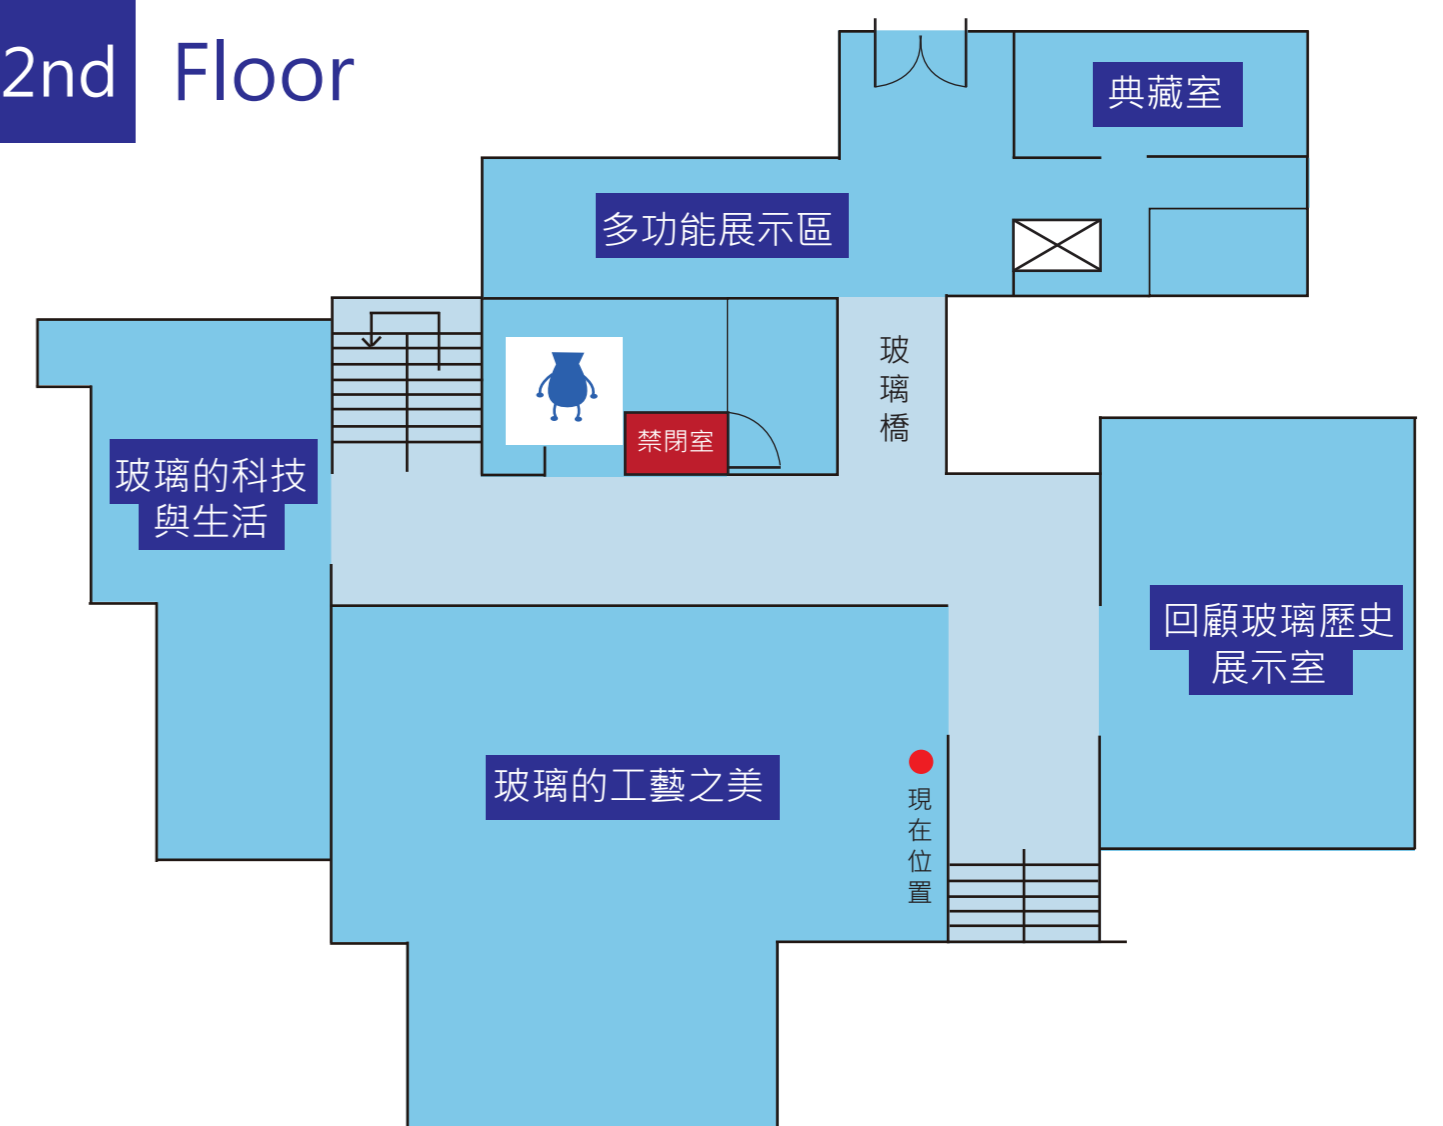 2nd Floor
典藏室
多功能展示區
玻璃橋
禁閉室
玻璃的科技
與生活
回顧玻璃歷史
展示室
玻璃的工藝之美
現在位置